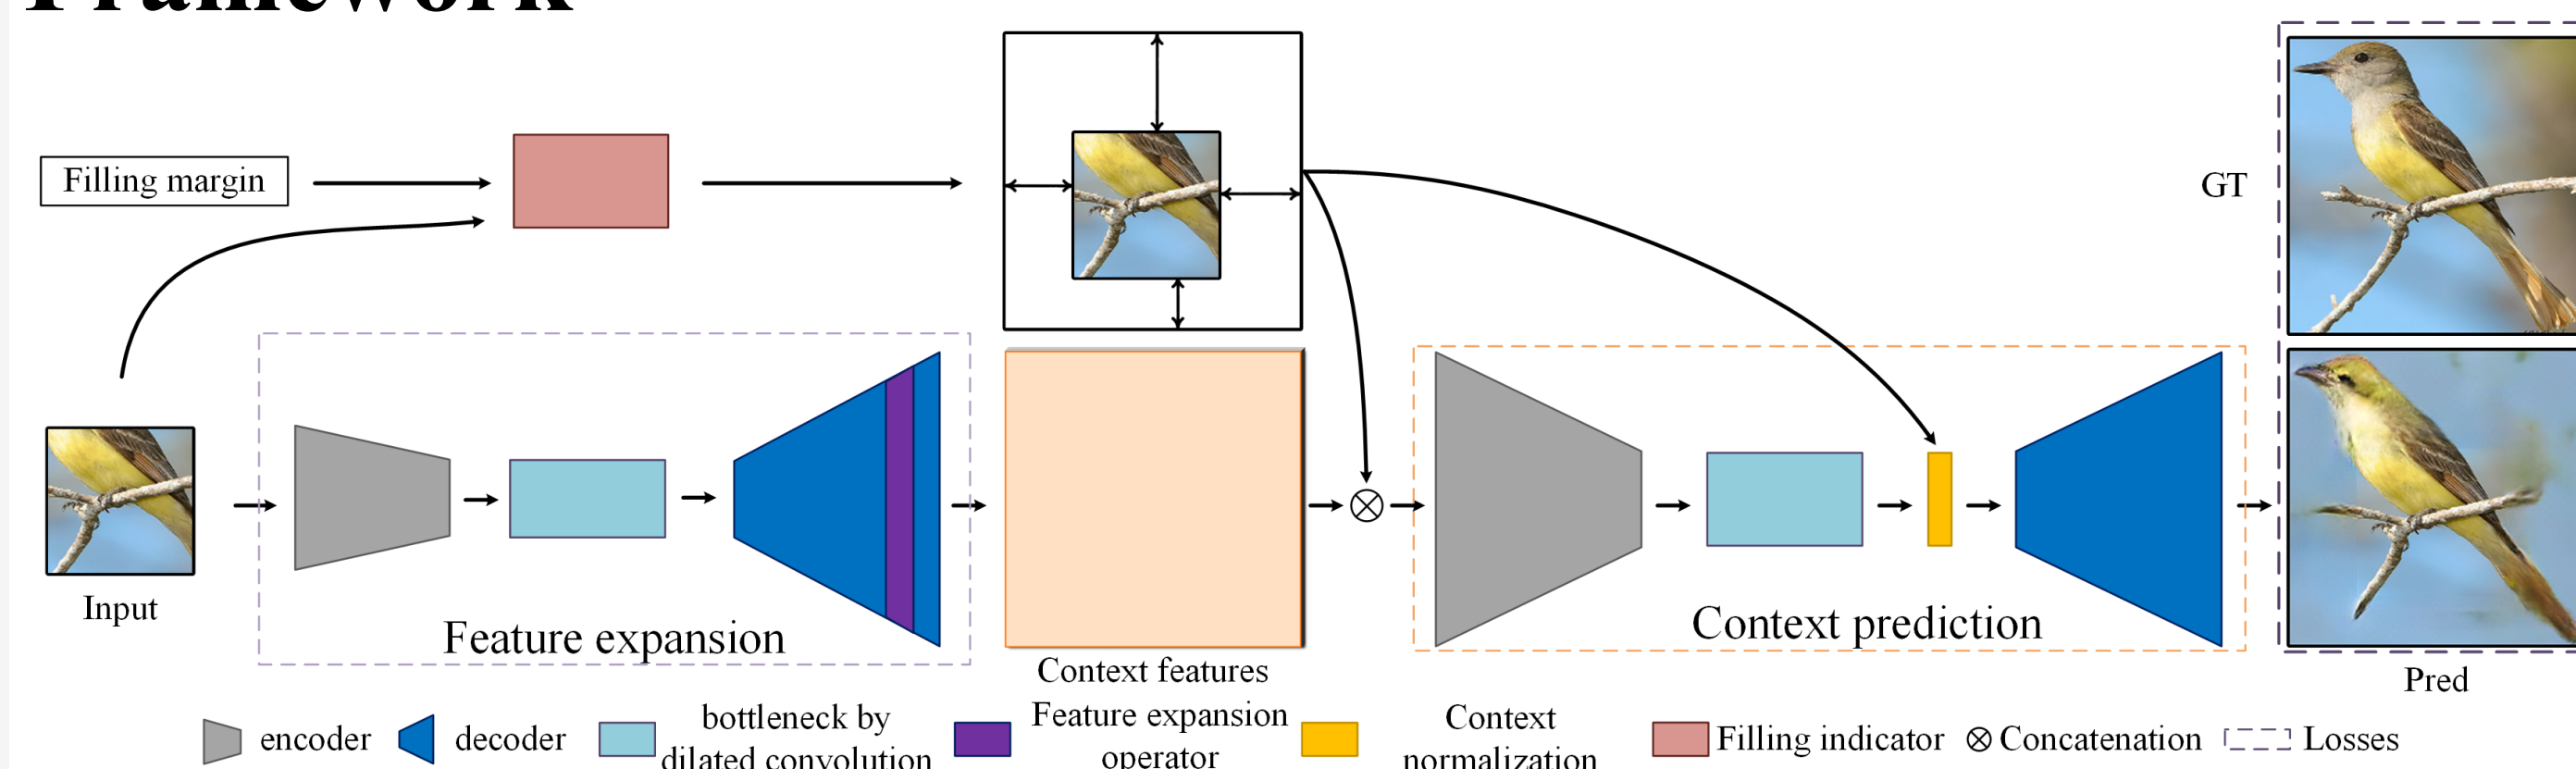 Framework
Filling margin
GT
Input
Feature expansion
Context features
Context prediction
Pred
encoder
decoder
bottleneck by
dilated convolution
Feature expansion
operator
Context
normalization
Filling indicator
Concatenation
Losses